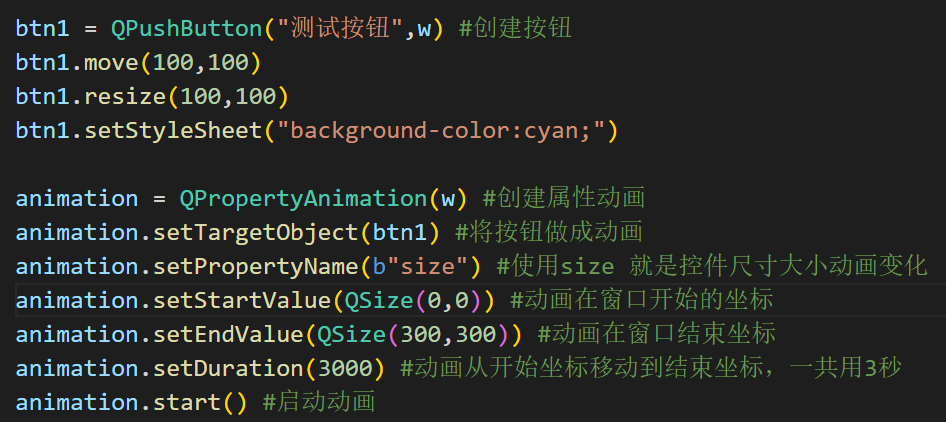 btn1 = QPushButton("测试按钮",w) #创建按钮
btn1.move(100,100)
btn1.resize(100,100)
btn1.setStyleSheet("background-color:cyan;")
animation = QPropertyAnimation(w) #创建属性动画
animation.setTargetObject(btn1) #将按钮做成动画
animation.setPropertyName(b"size") #使用size 就是控件尺寸大小动画变化
animation.setStartValue(QSize(0,0)) #动画在窗口开始的坐标
animation.setEndValue(QSize(300,300)) #动画在窗口结束坐标
animation.setDuration(3000) #动画从开始坐标移动到结束坐标，一共用3秒
animation.start() #启动动画